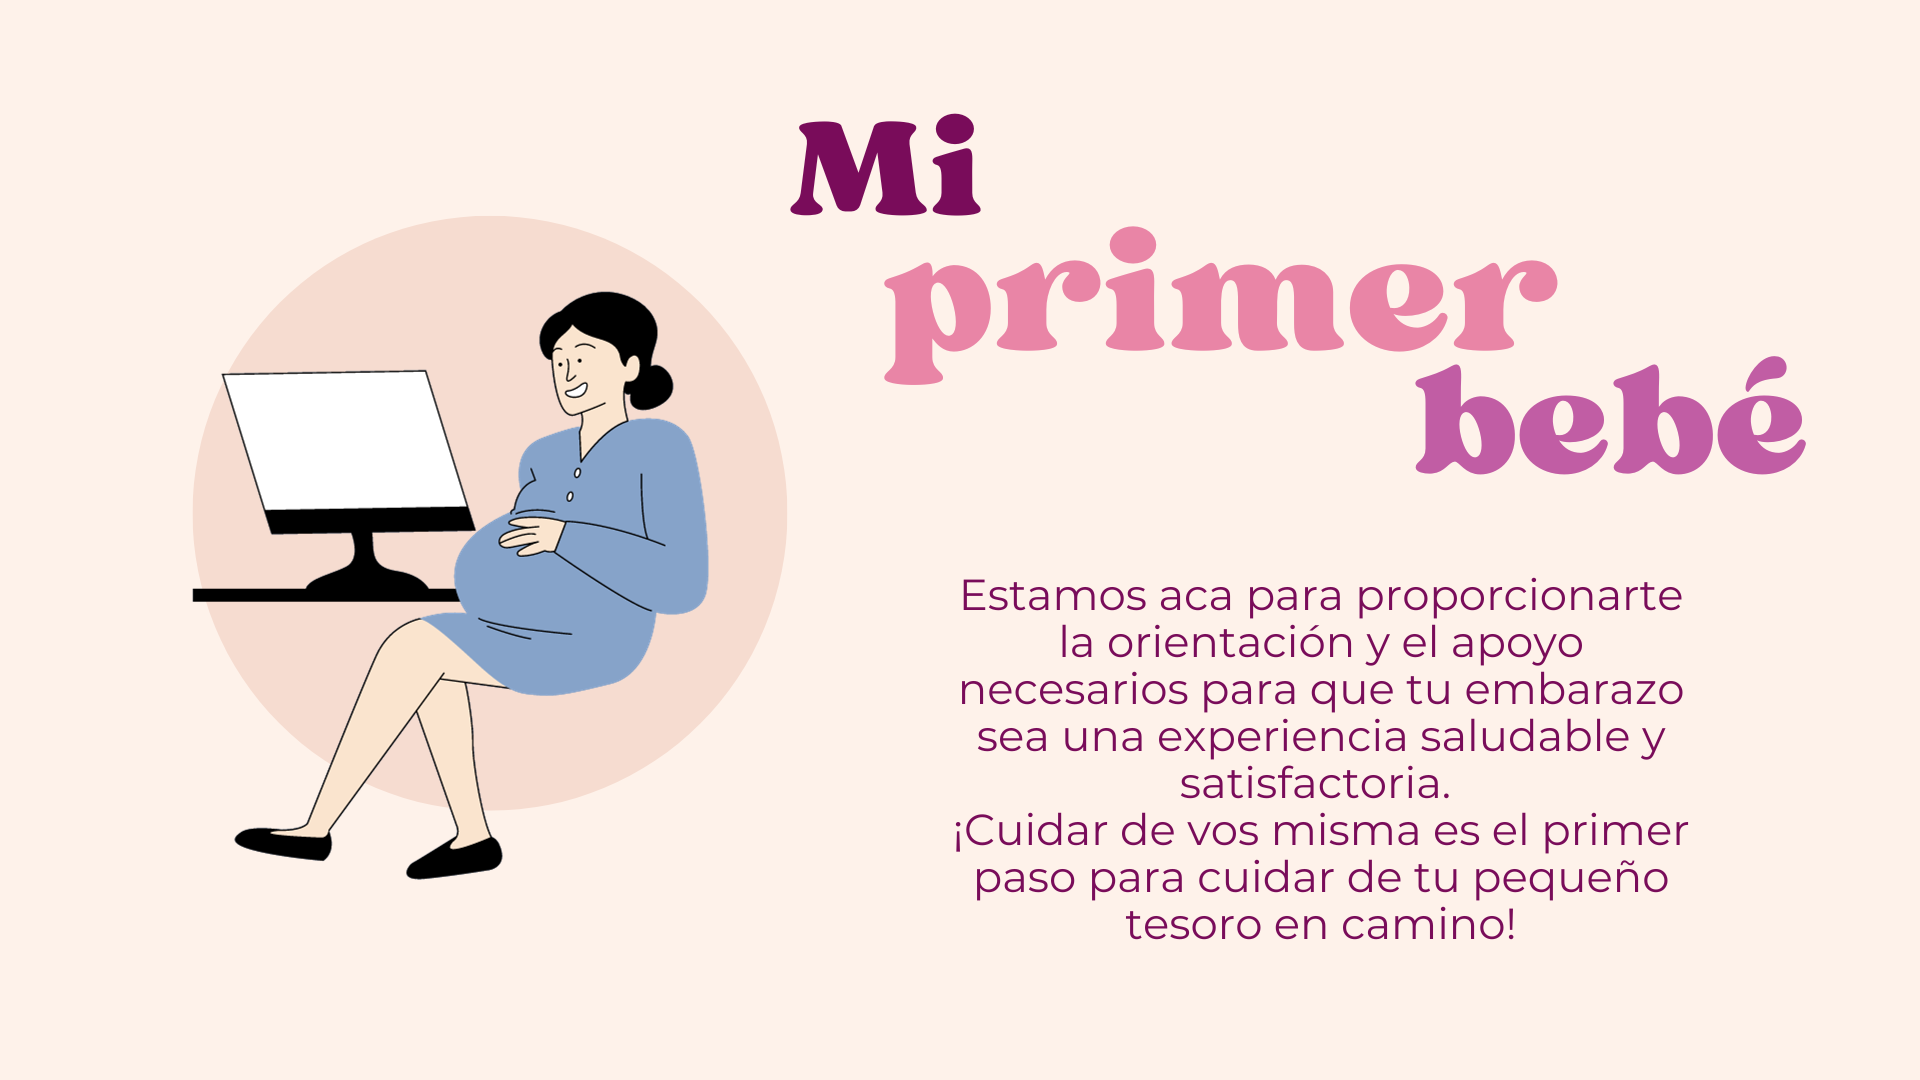 Mi
primer
bebé
Estamos aca para proporcionarte
la orientación y el apoyo
necesarios para que tu embarazo
sea una experiencia saludable y
satisfactoria.
¡Cuidar de vos misma es el primer
paso para cuidar de tu pequeño
tesoro en camino!